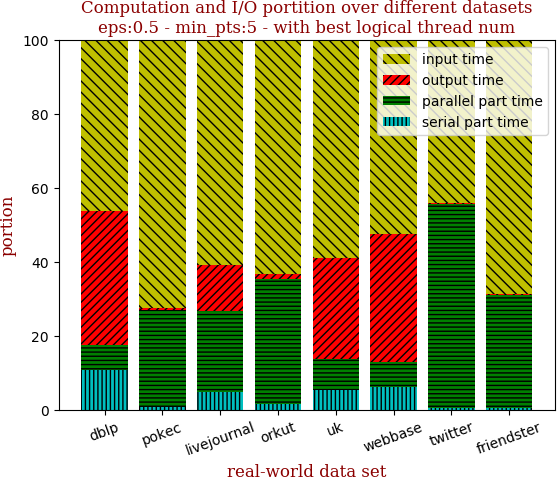 Computation and I/O portition over different datasets
eps:0.5 - min_pts:5 - with best logical thread num
input time
output time
parallel part time
serial part time
100
80
60
40
20
0
portion
dblp
pokec
livejournal
orkut
uk
webbase
twitter
friendster
real-world data set